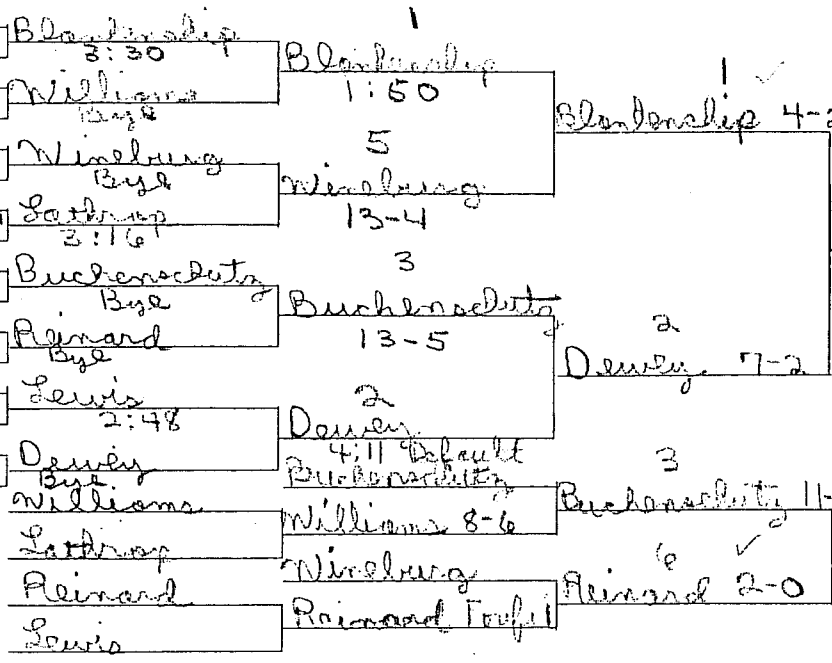 1
Blankenship
3:30
Blankenship
1:50
Williams
Bye
1 ✓
Blankenship 4-
Wineburg
Bye
5
Wineburg
13-4
Lathrop
3:16
3
Buchenschutz
Bye
Buchenschutz
13-5
Reinard
Bye
2
Dewey 7-2
Lewis
2:48
2
Dewey
4:11 Default
Dewey
Bye
Buchenschutz
3
Buchenschutz 11-
Williams
Williams 8-6
Lathrop
6 ✓
Wineburg
Reinard 2-0
Reinard
Reinard
Lewis